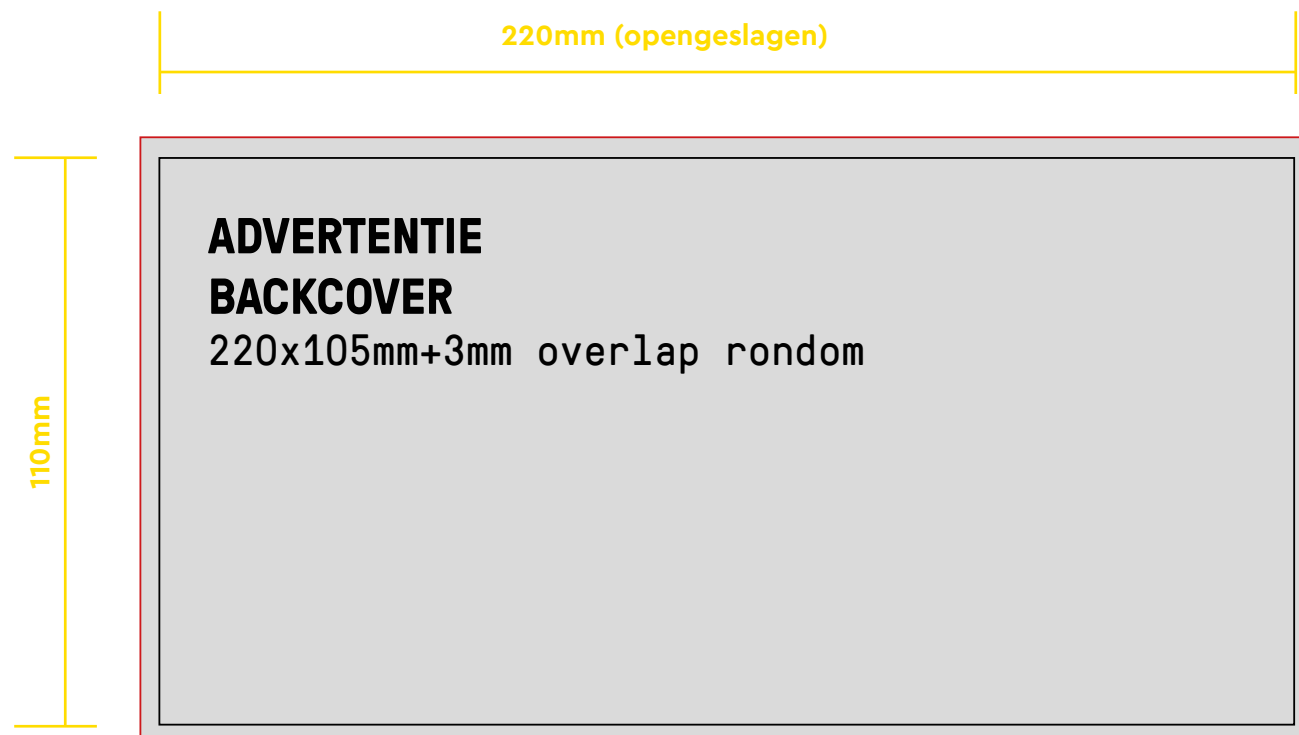 220mm (opengeslagen)
110mm
ADVERTENTIE
BACKCOVER
220x105mm+3mm overlap rondom